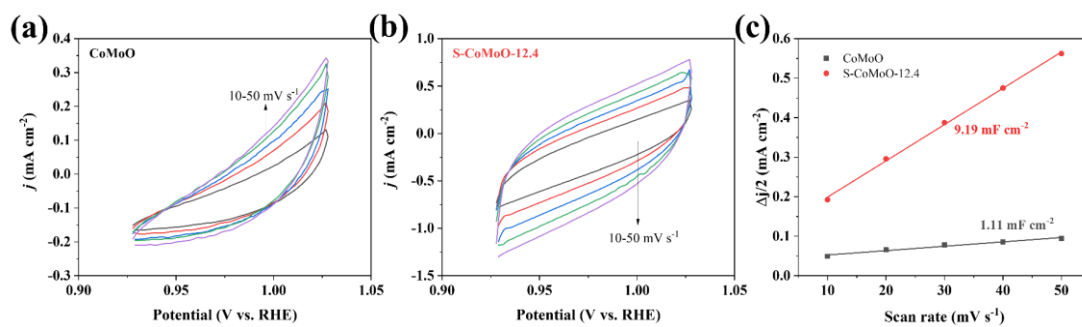 (a)
CoMoO
10-50 mV s⁻¹
0.4
0.3
0.2
0.1
0.0
-0.1
-0.2
-0.3
j (mA cm⁻²)
0.90
0.95
1.00
1.05
Potential (V vs. RHE)
(b)
S-CoMoO-12.4
10-50 mV s⁻¹
1.5
1.0
0.5
0.0
-0.5
-1.0
-1.5
j (mA cm⁻²)
0.90
0.95
1.00
1.05
Potential (V vs. RHE)
(c)
CoMoO
S-CoMoO-12.4
9.19 mF cm⁻²
1.11 mF cm⁻²
0.6
0.5
0.4
0.3
0.2
0.1
0.0
Δj/2 (mA cm⁻²)
10
20
30
40
50
Scan rate (mV s⁻¹)